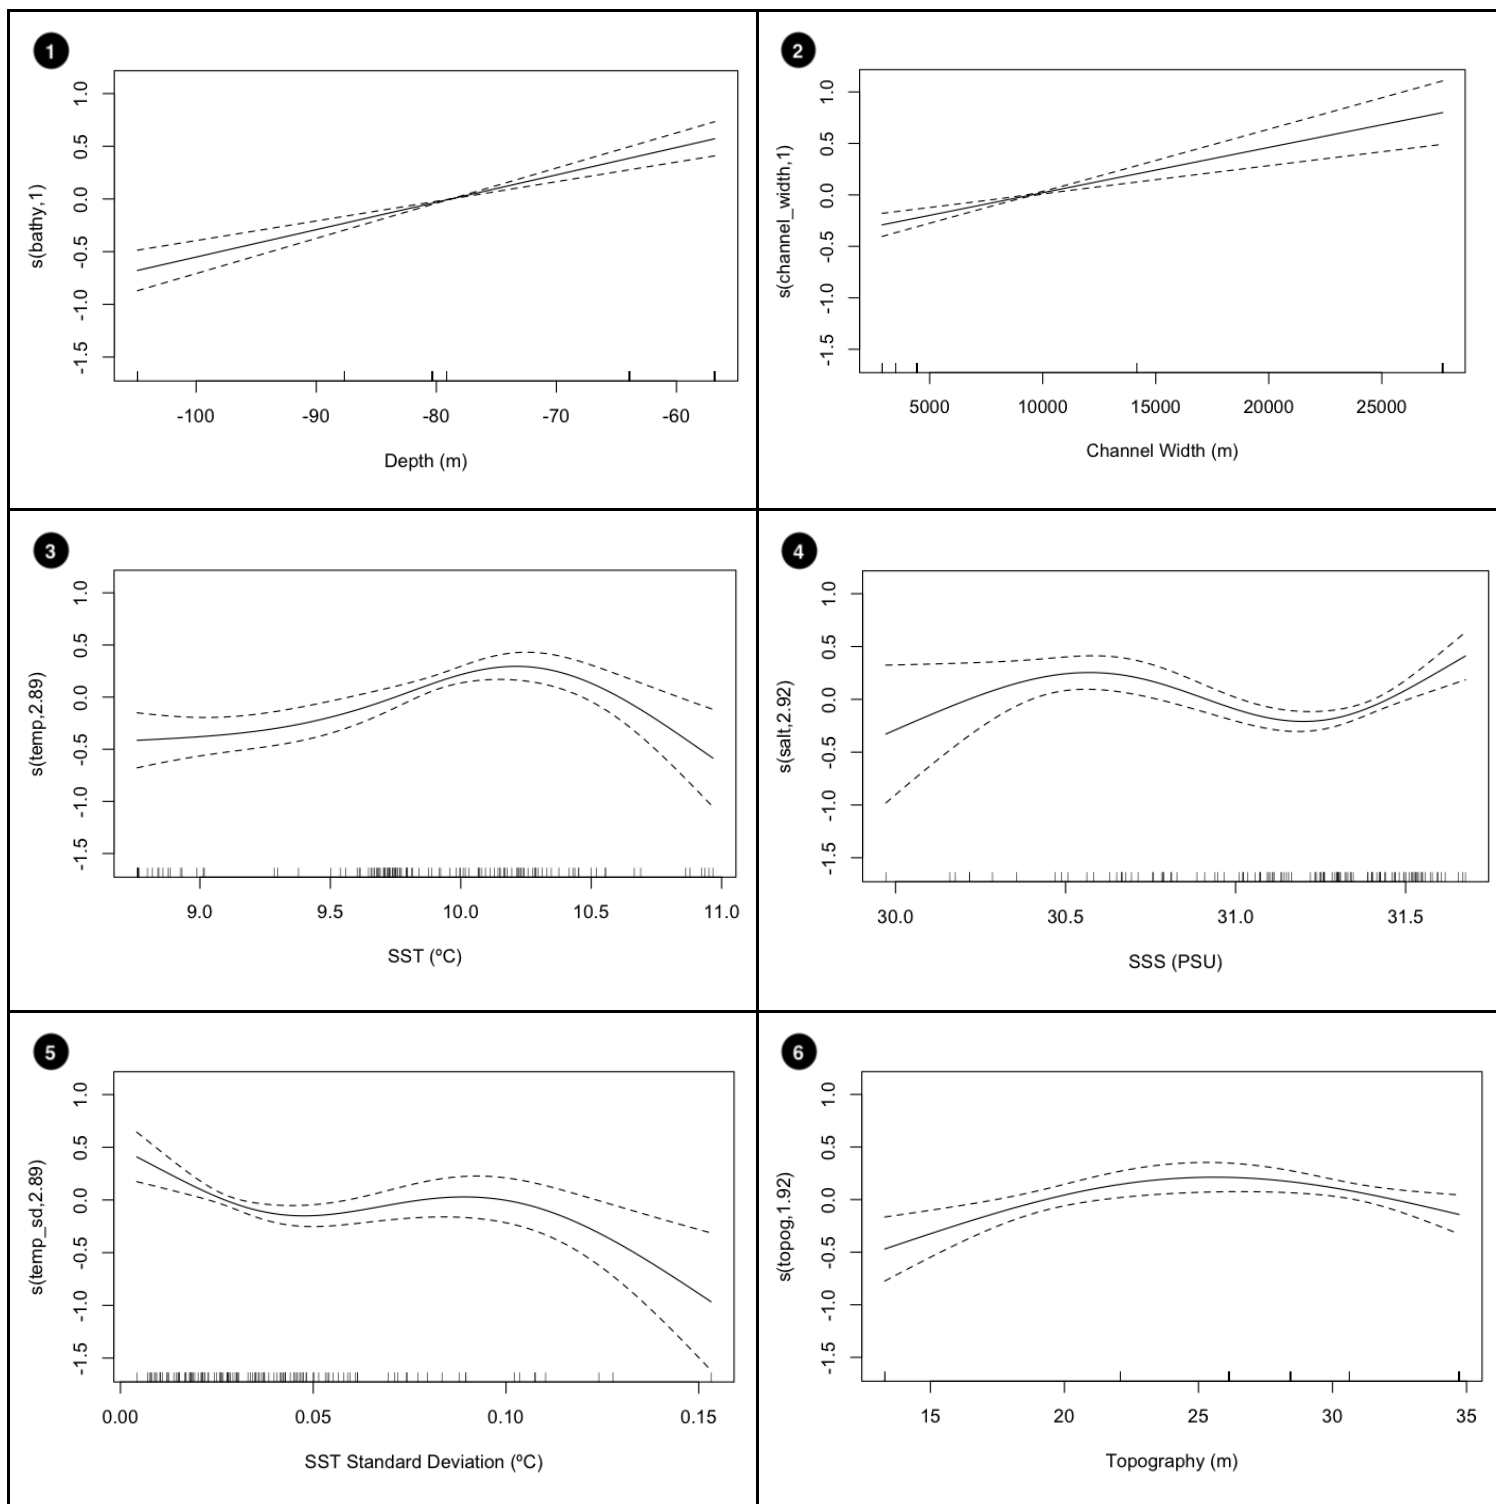 1
s(bathy,1)
1.0
0.5
0.0
-0.5
-1.0
-1.5
-100 -90 -80 -70 -60
Depth (m)
2
s(channel_width,1)
1.0
0.5
0.0
-0.5
-1.0
-1.5
5000 10000 15000 20000 25000
Channel Width (m)
3
s(temp,2.89)
1.0
0.5
0.0
-0.5
-1.0
-1.5
9.0 9.5 10.0 10.5 11.0
SST (ºC)
4
s(salt,2.92)
1.0
0.5
0.0
-0.5
-1.0
-1.5
30.0 30.5 31.0 31.5
SSS (PSU)
5
s(temp_sd,2.89)
1.0
0.5
0.0
-0.5
-1.0
-1.5
0.00 0.05 0.10 0.15
SST Standard Deviation (ºC)
6
s(topog,1.92)
1.0
0.5
0.0
-0.5
-1.0
-1.5
15 20 25 30 35
Topography (m)